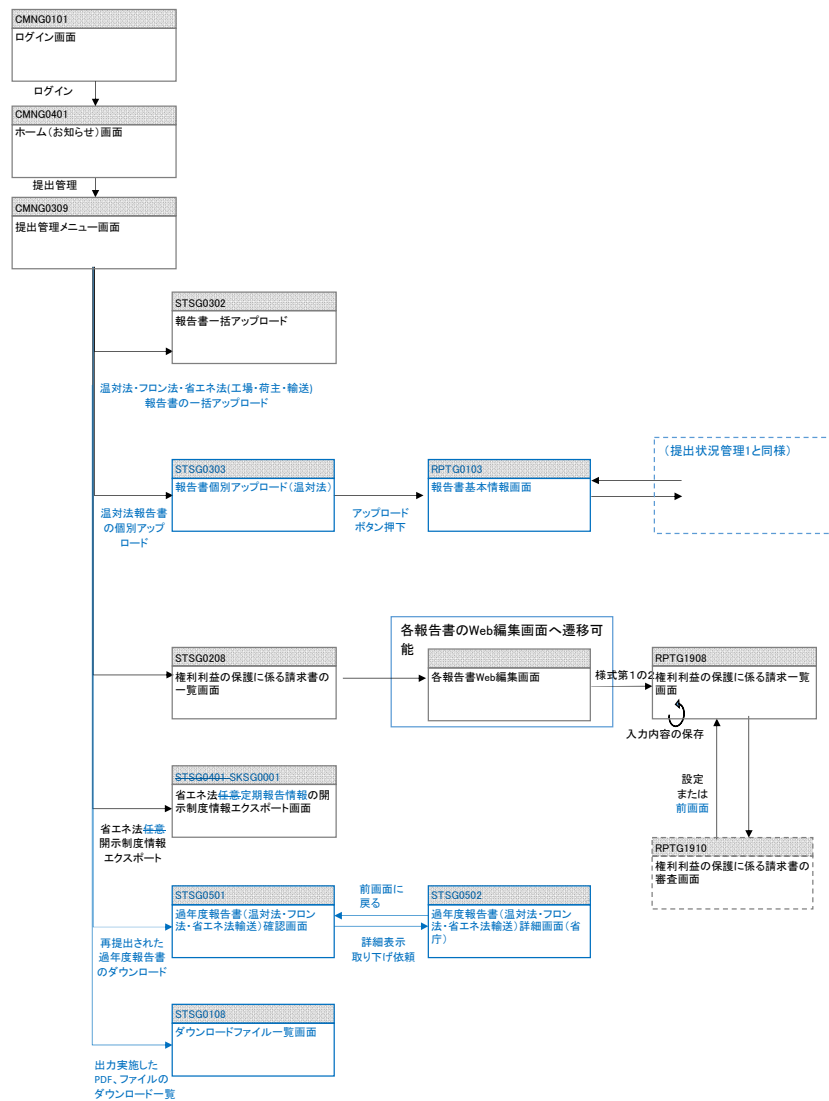 CMNG0101
ログイン画面
ログイン
CMNG0401
ホーム（お知らせ）画面
提出管理
CMNG0309
提出管理メニュー画面
STSG0302
報告書一括アップロード
温対法・フロン法・省エネ法(工場・荷主・輸送)
報告書の一括アップロード
STSG0303
報告書個別アップロード（温対法）
温対法報告書
の個別アップ
ロード
アップロード
ボタン押下
RPTG0103
報告書基本情報画面
（提出状況管理1と同様）
STSG0208
権利利益の保護に係る請求書の
一覧画面
各報告書のWeb編集画面へ遷移可
能
各報告書Web編集画面
様式第１の2
RPTG1908
権利利益の保護に係る請求一覧
画面
入力内容の保存
設定
または
前画面
RPTG1910
権利利益の保護に係る請求書の
審査画面
STSG0401 SKSG0001
省エネ法任意定期報告情報の開
示制度情報エクスポート画面
省エネ法任意
開示制度情報
エクスポート
STSG0501
過年度報告書（温対法・フロン
法・省エネ法輸送）確認画面
再提出された
過年度報告書
のダウンロード
前画面に
戻る
詳細表示
取り下げ依頼
STSG0502
過年度報告書（温対法・フロン
法・省エネ法輸送）詳細画面（省
庁）
STSG0108
ダウンロードファイル一覧画面
出力実施した
PDF、ファイルの
ダウンロード一覧